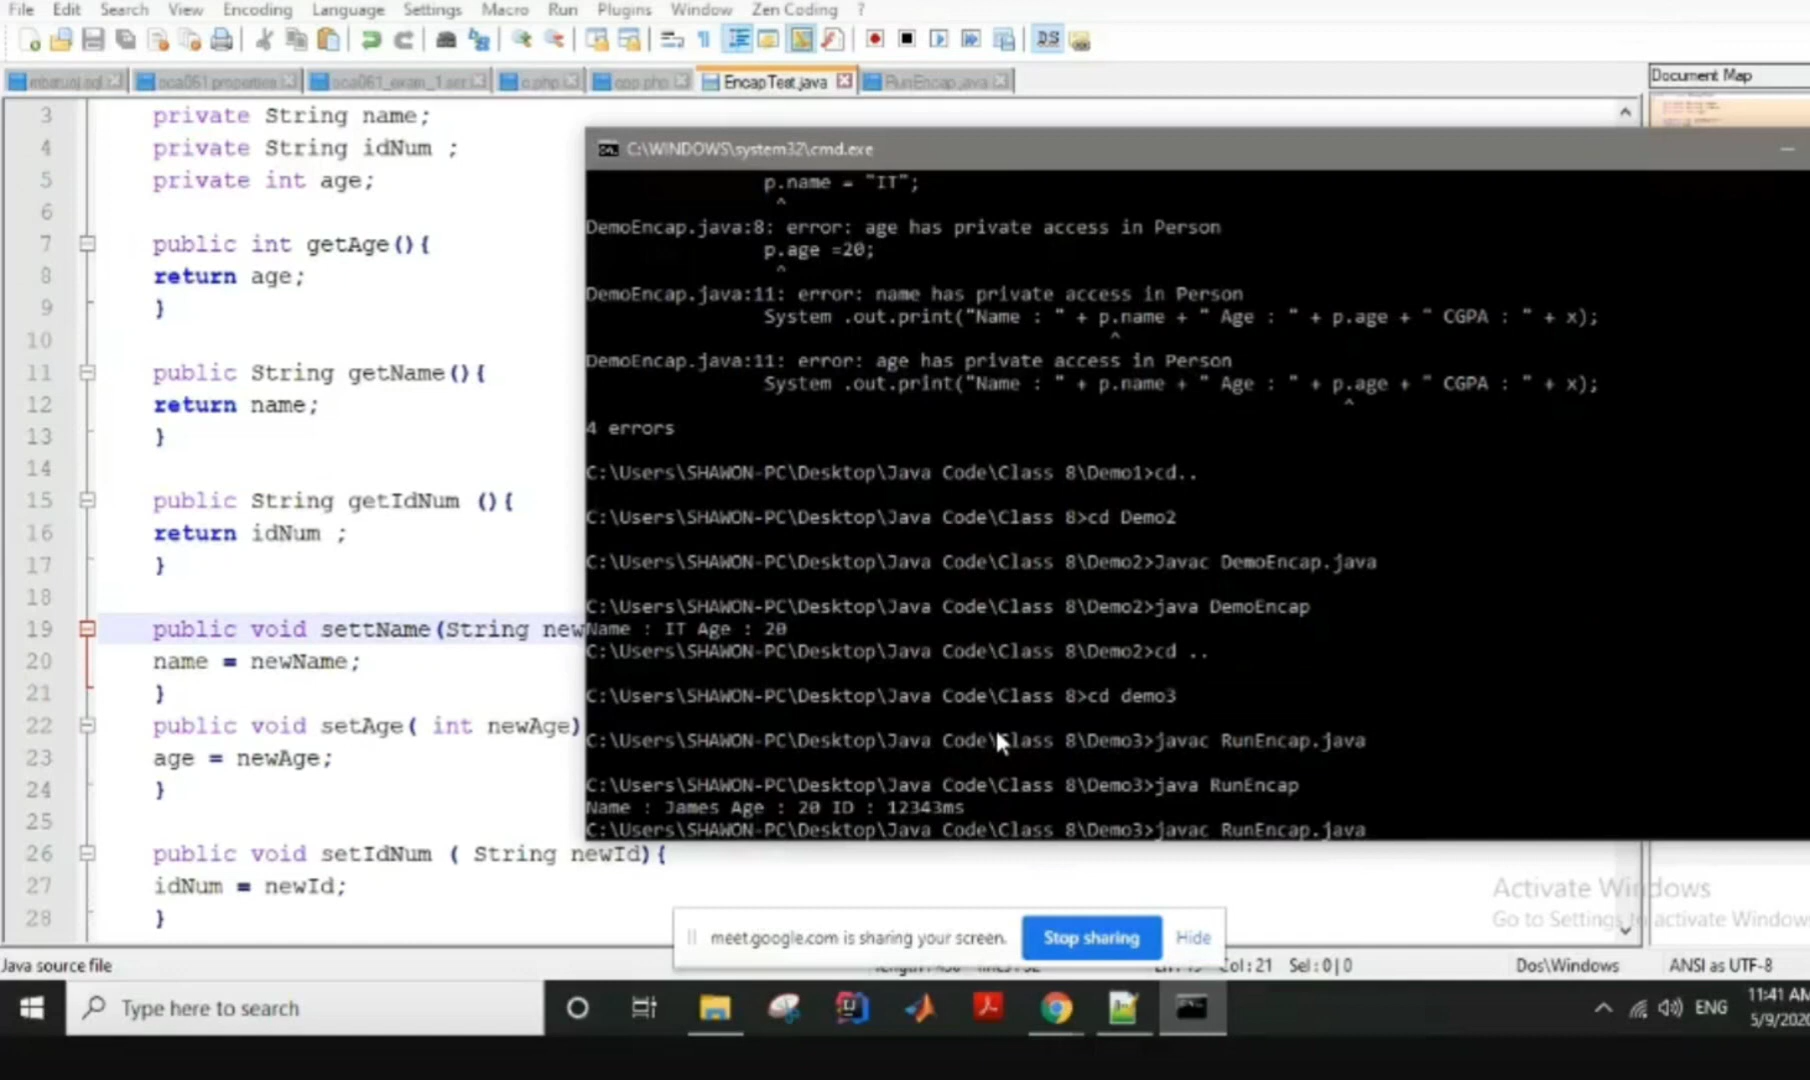 File Edit Search View Encoding Language Settings Macro Run Plugins Window Zen Coding ?
c.php EncapTest.java RunEncap.java
Document Map
3 private String name;
4 private String idNum ;
5 private int age;
6
7 public int getAge(){
8 return age;
9 }
10
11 public String getName(){
12 return name;
13 }
14
15 public String getIdNum (){
16 return idNum ;
17 }
18
19 public void settName(String new
20 name = newName;
21 }
22 public void setAge( int newAge)
23 age = newAge;
24 }
25
26 public void setIdNum ( String newId){
27 idNum = newId;
28 }
C:\WINDOWS\system32\cmd.exe
p.name = "IT";
^
DemoEncap.java:8: error: age has private access in Person
p.age =20;
^
DemoEncap.java:11: error: name has private access in Person
System .out.print("Name : " + p.name + " Age : " + p.age + " CGPA : " + x);
^
DemoEncap.java:11: error: age has private access in Person
System .out.print("Name : " + p.name + " Age : " + p.age + " CGPA : " + x);
^
4 errors
C:\Users\SHAWON-PC\Desktop\Java Code\Class 8\Demo1>cd..
C:\Users\SHAWON-PC\Desktop\Java Code\Class 8>cd Demo2
C:\Users\SHAWON-PC\Desktop\Java Code\Class 8\Demo2>Javac DemoEncap.java
C:\Users\SHAWON-PC\Desktop\Java Code\Class 8\Demo2>java DemoEncap
Name : IT Age : 20
C:\Users\SHAWON-PC\Desktop\Java Code\Class 8\Demo2>cd ..
C:\Users\SHAWON-PC\Desktop\Java Code\Class 8>cd demo3
C:\Users\SHAWON-PC\Desktop\Java Code\Class 8\Demo3>javac RunEncap.java
C:\Users\SHAWON-PC\Desktop\Java Code\Class 8\Demo3>java RunEncap
Name : James Age : 20 ID : 12343ms
C:\Users\SHAWON-PC\Desktop\Java Code\Class 8\Demo3>javac RunEncap.java
Activate Windows
Go to Settings to activate Window
meet.google.com is sharing your screen. Stop sharing Hide
Java source file Col:21 Sel:0|0 Dos\Windows ANSI as UTF-8
Type here to search
ENG
11:41 AM
5/9/2020